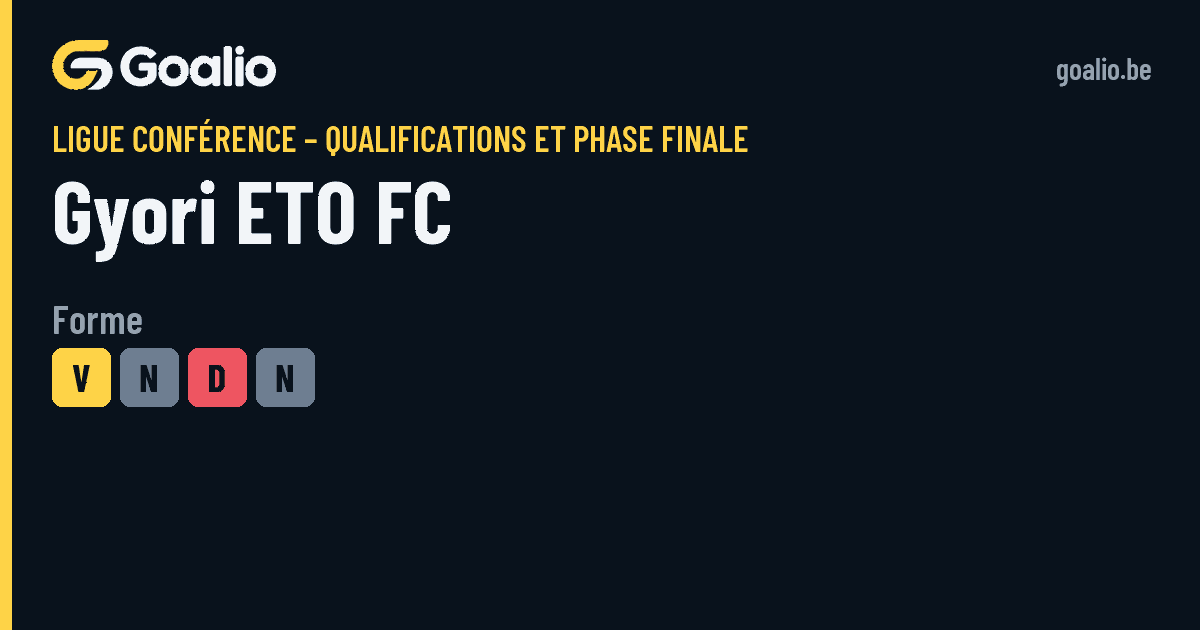 Goalio
goalio.be
LIGUE CONFÉRENCE – QUALIFICATIONS ET PHASE FINALE
Gyori ETO FC
Forme
V N D N